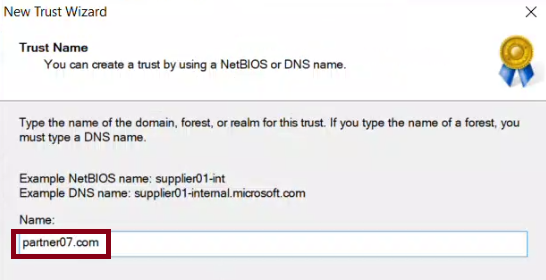 New Trust Wizard
Trust Name
You can create a trust by using a NetBIOS or DNS name.
Type the name of the domain, forest, or realm for this trust. If you type the name of a forest, you
must type a DNS name.
Example NetBIOS name: supplier01-int
Example DNS name: supplier01-internal.microsoft.com
Name:
partner07.com